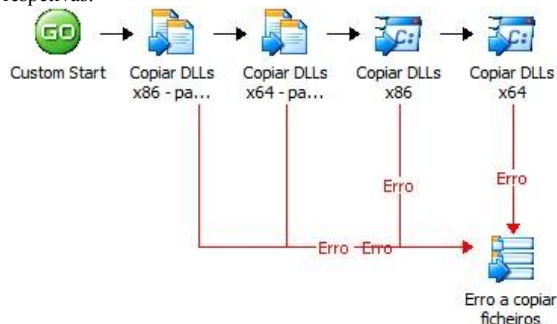 respetivas.
GO
Custom Start
Copiar DLLs
x86 - pa...
Copiar DLLs
x64 - pa...
C:
Copiar DLLs
x86
C:
Copiar DLLs
x64
Erro
Erro
Erro
Erro
Erro a copiar
ficheiros